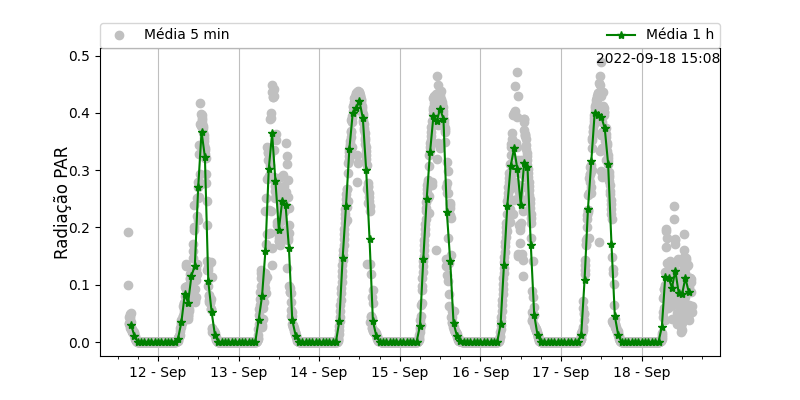 Média 5 min
Média 1 h
2022-09-18 15:08
Radiação PAR
0.5
0.4
0.3
0.2
0.1
0.0
12 - Sep
13 - Sep
14 - Sep
15 - Sep
16 - Sep
17 - Sep
18 - Sep